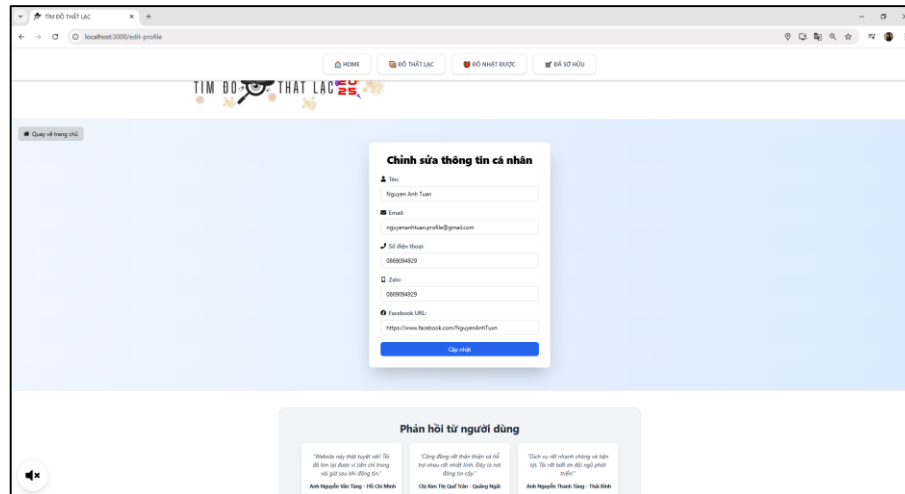 TÌM ĐỒ THẤT LẠC
localhost:3000/edit-profile
HOME
ĐỒ THẤT LẠC
ĐỒ NHẶT ĐƯỢC
ĐÃ SỞ HỮU
TÌM ĐỒ THẤT LẠC
Quay về trang chủ
Chỉnh sửa thông tin cá nhân
Tên:
Nguyen Anh Tuan
Email:
nguyenanhtuan.profile@gmail.com
Số điện thoại:
0869094929
Zalo:
0869094929
Facebook URL:
https://www.facebook.com/NguyenAnhTuan
Cập nhật
Phản hồi từ người dùng
"Website này thật tuyệt vời! Tôi
đã tìm lại được ví tiền chỉ trong
vài giờ sau khi đăng tin."
Anh Nguyễn Văn Tùng - Hồ Chí Minh
"Cộng đồng rất thân thiện và hỗ
trợ nhau rất nhiệt tình. Đây là nơi
đáng tin cậy."
Chị Kim Thị Quế Trân - Quảng Ngãi
"Dịch vụ rất nhanh chóng và tiện
lợi. Tôi rất biết ơn đội ngũ phát
triển!"
Anh Nguyễn Thanh Tùng - Thái Bình